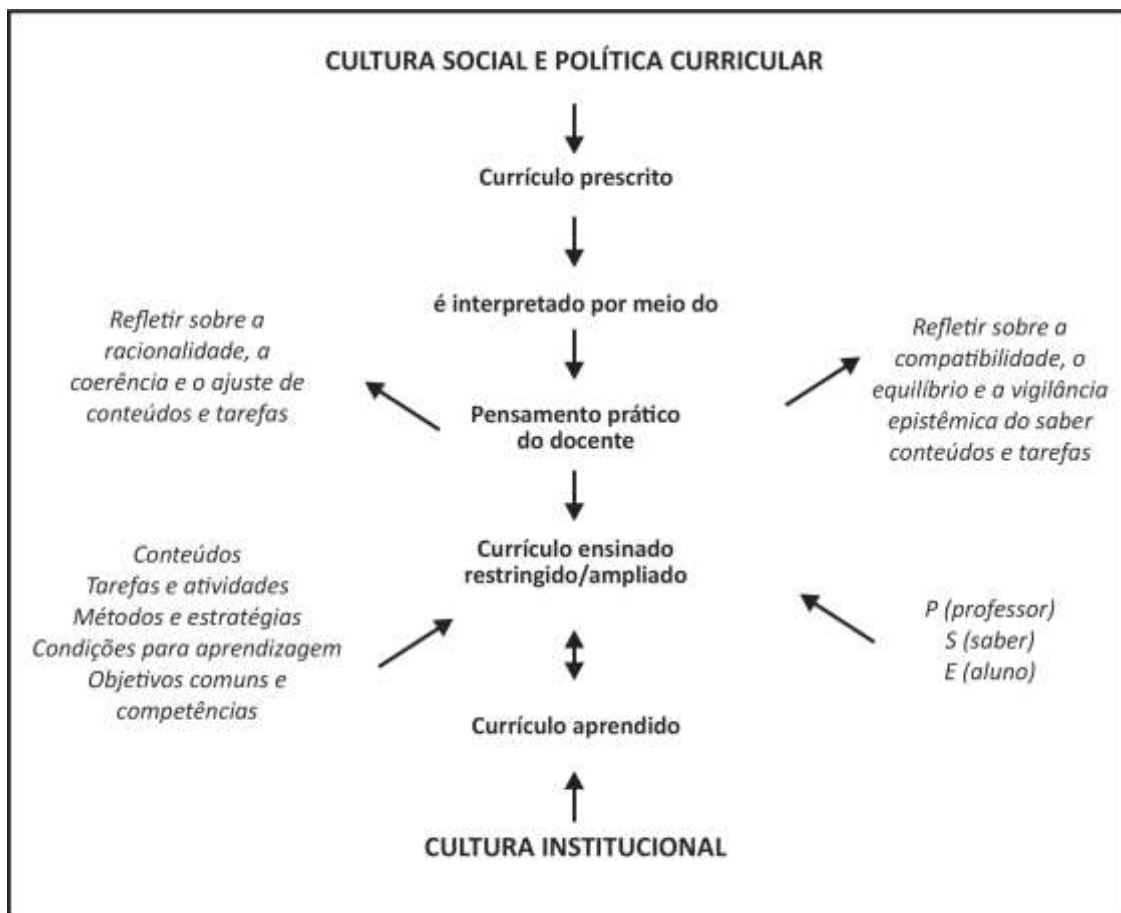 CULTURA SOCIAL E POLÍTICA CURRICULAR
Currículo prescrito
é interpretado por meio do
Refletir sobre a
racionalidade, a
coerência e o ajuste de
conteúdos e tarefas
Pensamento prático
do docente
Refletir sobre a
compatibilidade, o
equilíbrio e a vigilância
epistêmica do saber
conteúdos e tarefas
Conteúdos
Tarefas e atividades
Métodos e estratégias
Condições para aprendizagem
Objetivos comuns e
competências
Currículo ensinado
restringido/ampliado
P (professor)
S (saber)
E (aluno)
Currículo aprendido
CULTURA INSTITUCIONAL